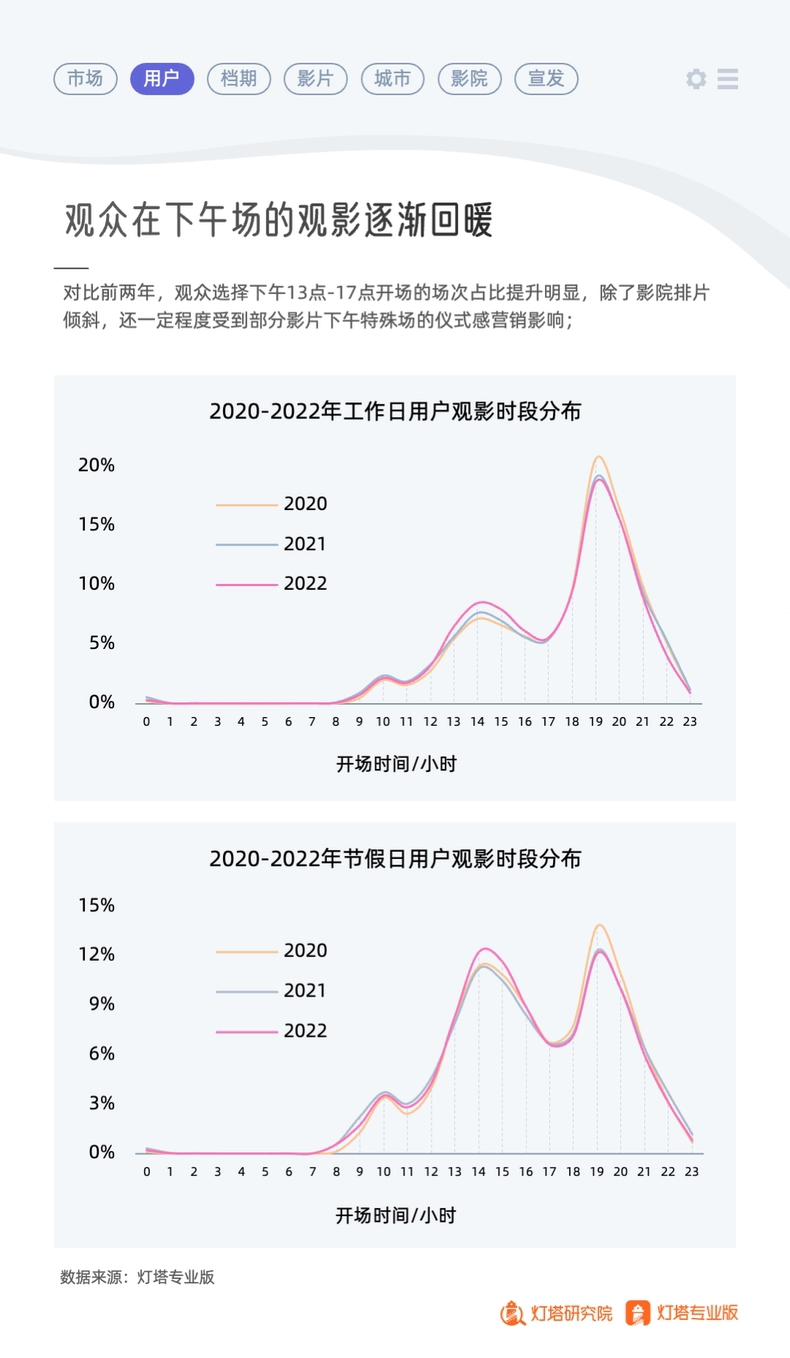 市场 用户 档期 影片 城市 影院 宣发
观众在下午场的观影逐渐回暖
对比前两年，观众选择下午13点-17点开场的场次占比提升明显，除了影院排片
倾斜，还一定程度受到部分影片下午特殊场的仪式感营销影响；
2020-2022年工作日用户观影时段分布
20%
15%
10%
5%
0%
2020
2021
2022
0 1 2 3 4 5 6 7 8 9 10 11 12 13 14 15 16 17 18 19 20 21 22 23
开场时间/小时
2020-2022年节假日用户观影时段分布
15%
12%
9%
6%
3%
0%
2020
2021
2022
0 1 2 3 4 5 6 7 8 9 10 11 12 13 14 15 16 17 18 19 20 21 22 23
开场时间/小时
数据来源：灯塔专业版
灯塔研究院 灯塔专业版